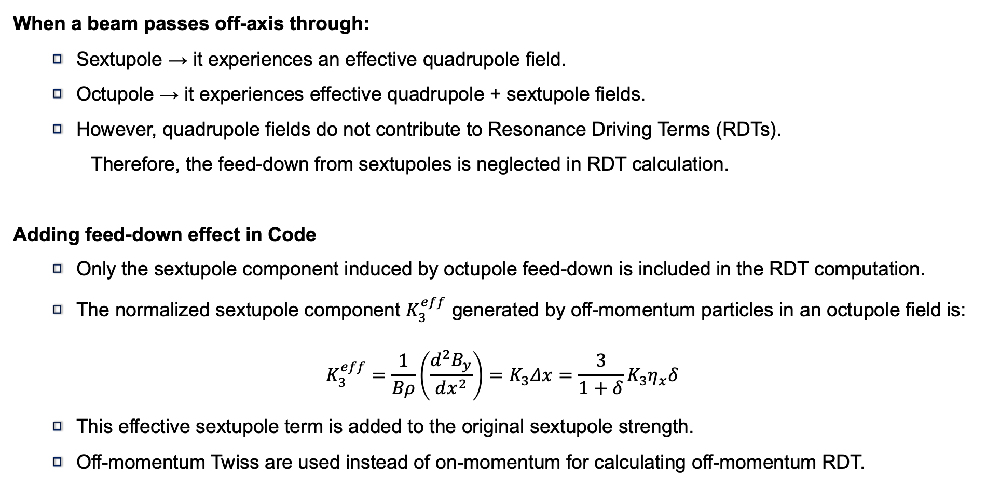 When a beam passes off-axis through:
Sextupole → it experiences an effective quadrupole field.
Octupole → it experiences effective quadrupole + sextupole fields.
However, quadrupole fields do not contribute to Resonance Driving Terms (RDTs).
Therefore, the feed-down from sextupoles is neglected in RDT calculation.
Adding feed-down effect in Code
Only the sextupole component induced by octupole feed-down is included in the RDT computation.
The normalized sextupole component K_3^{eff} generated by off-momentum particles in an octupole field is:
K_3^{eff} = \frac{1}{Bρ} \left( \frac{d^2 B_y}{dx^2} \right) = K_3 Δx = \frac{3}{1 + δ} K_3 η_x δ
This effective sextupole term is added to the original sextupole strength.
Off-momentum Twiss are used instead of on-momentum for calculating off-momentum RDT.